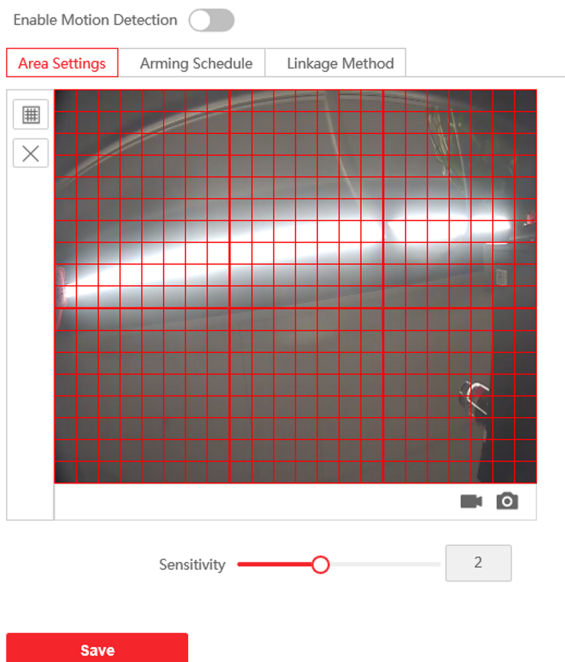 Enable Motion Detection
Area Settings Arming Schedule Linkage Method
Sensitivity 2
Save